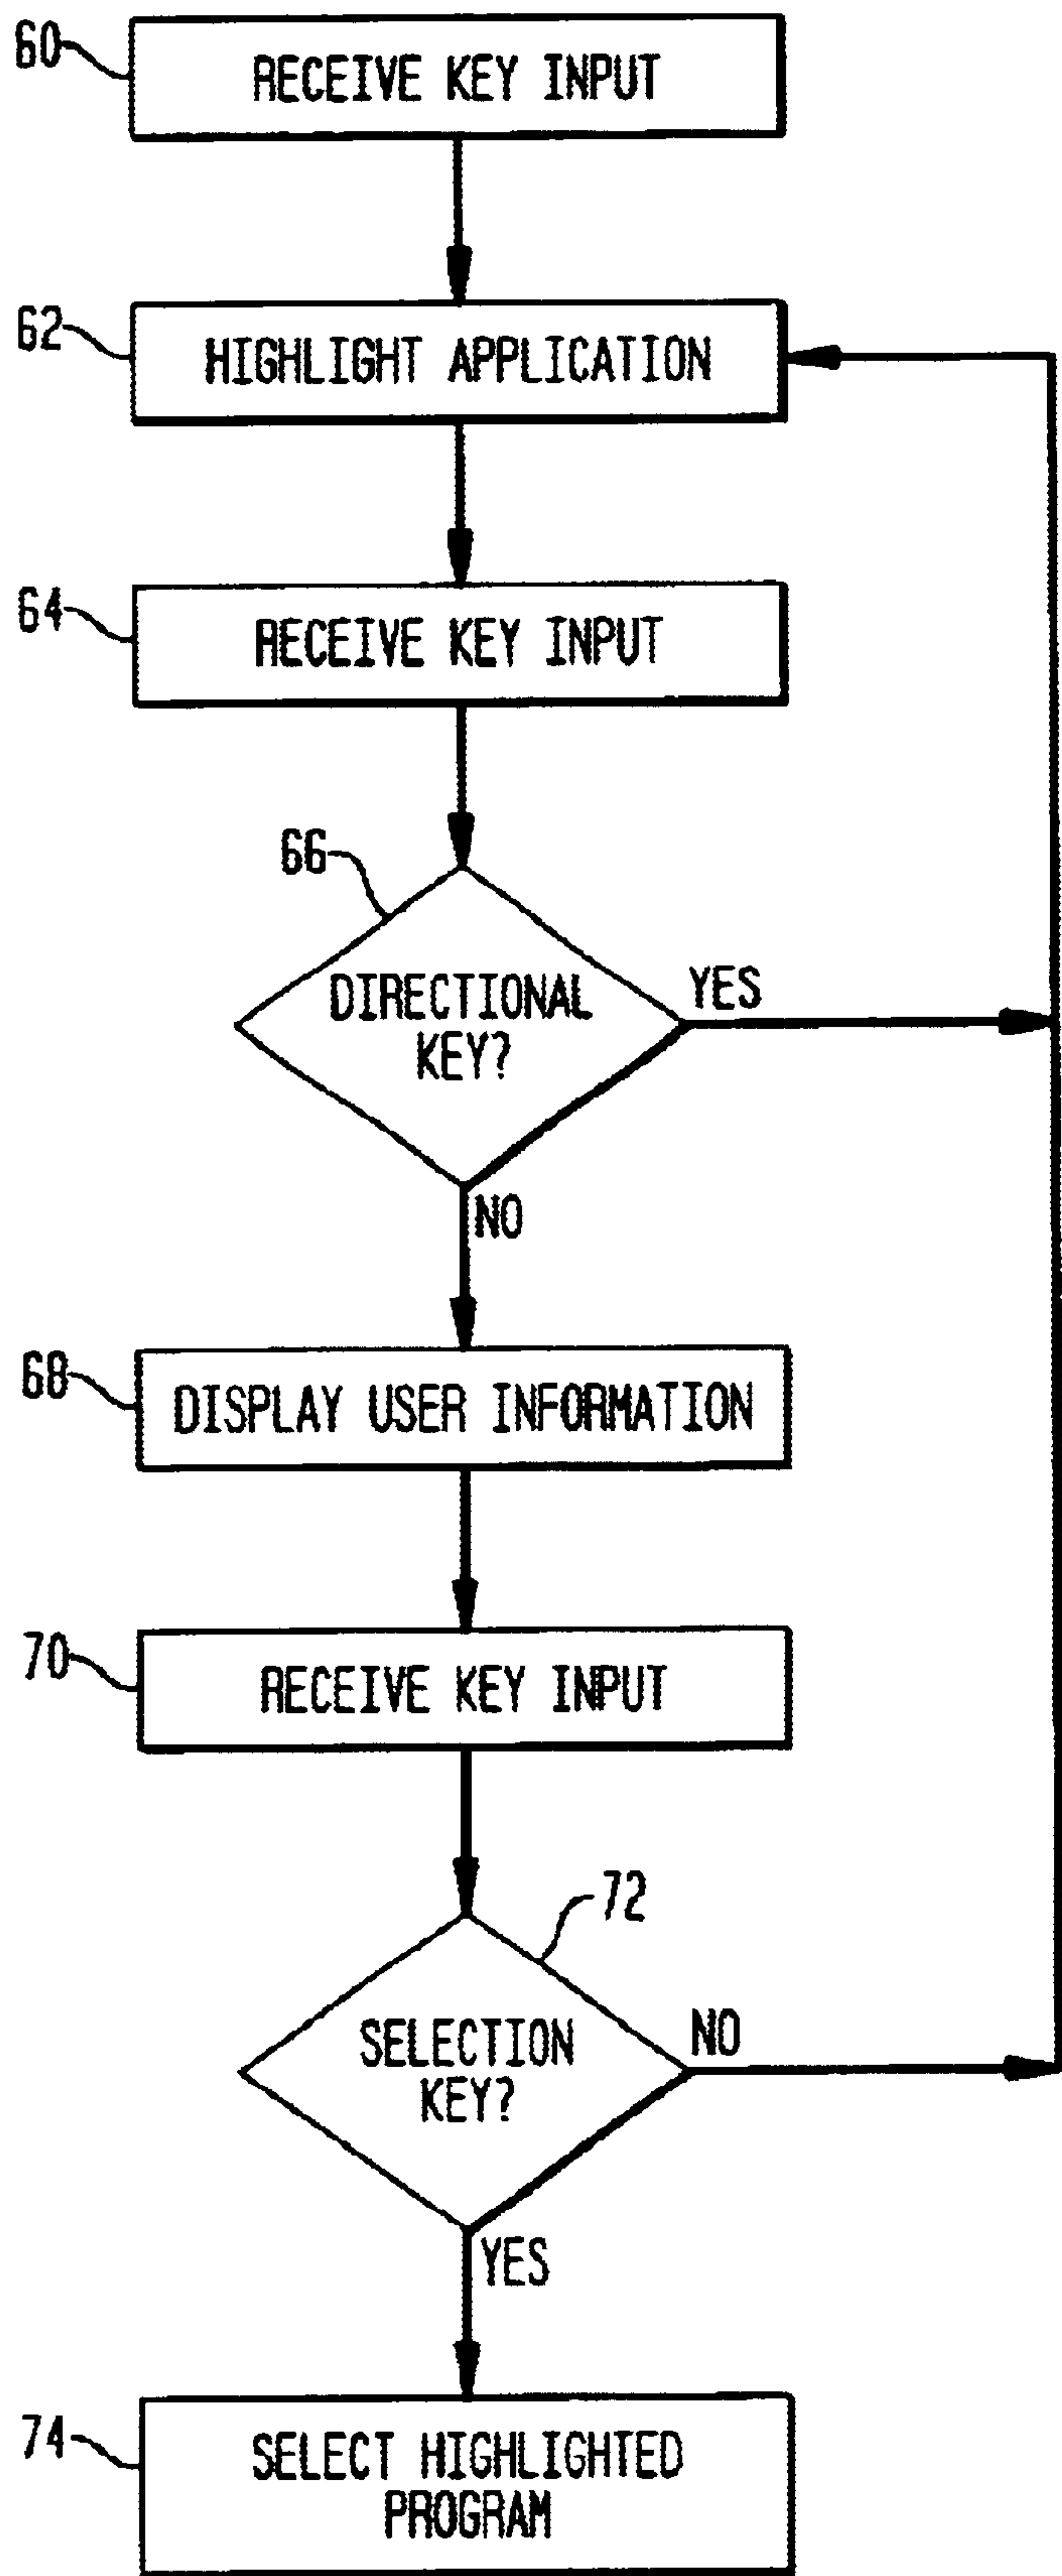 60
RECEIVE KEY INPUT
62
HIGHLIGHT APPLICATION
64
RECEIVE KEY INPUT
66
DIRECTIONAL
KEY?
YES
NO
68
DISPLAY USER INFORMATION
70
RECEIVE KEY INPUT
72
SELECTION
KEY?
NO
YES
74
SELECT HIGHLIGHTED
PROGRAM